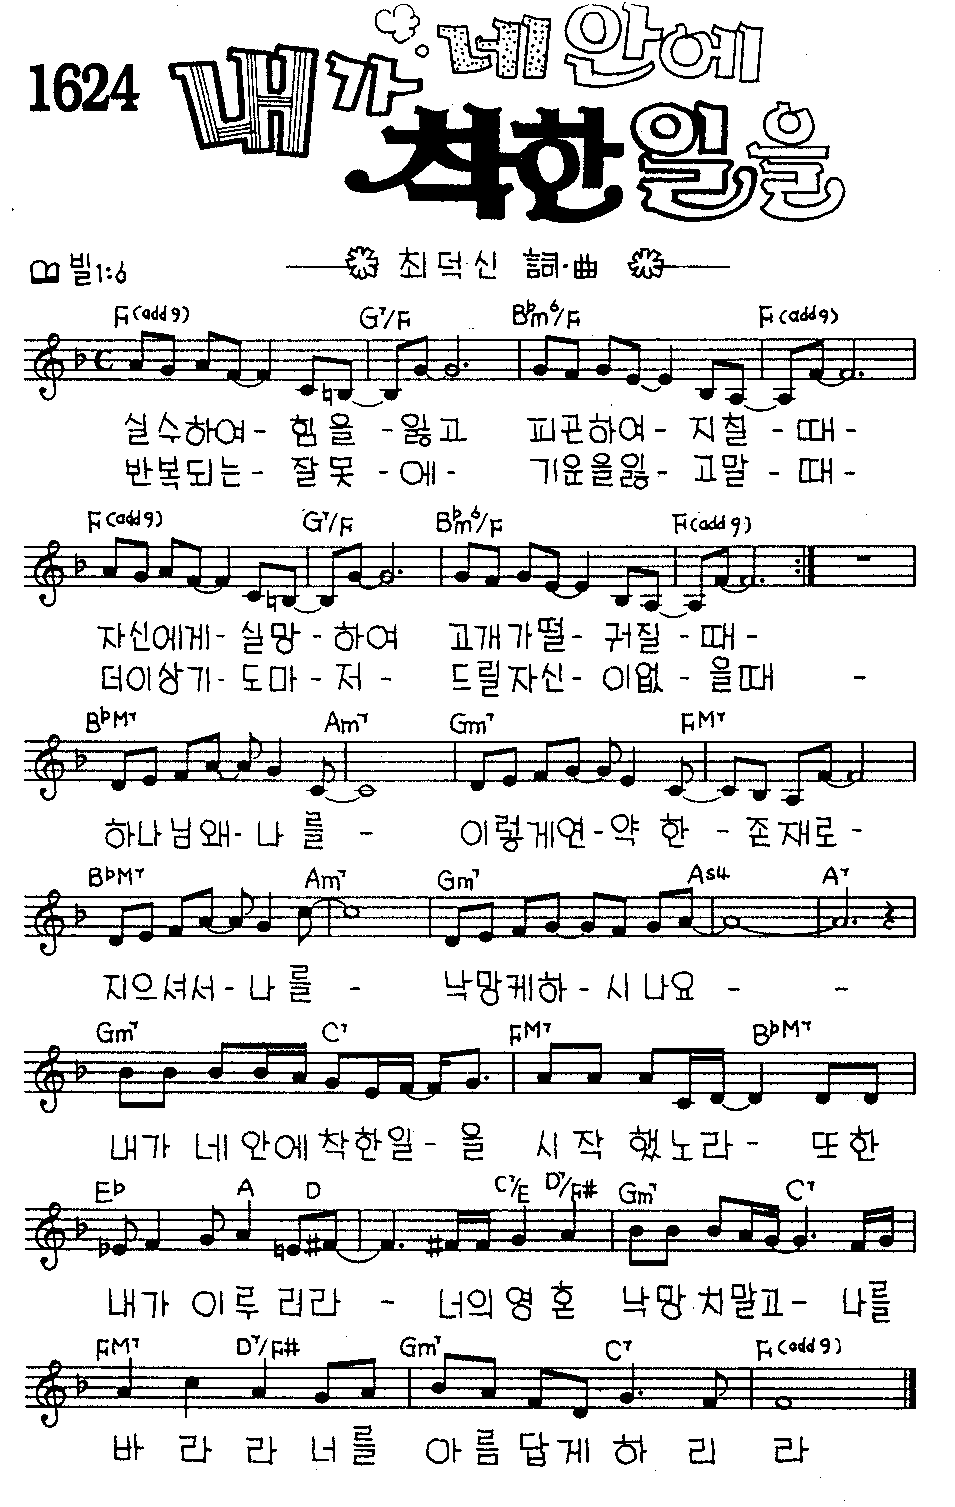 1624
내가 네 안에
착한 일을
빌1:6
최덕신 詞·曲
F(add9) G7/F B♭m6/F F(add9)
실수하여- 힘을 -잃고 피곤하여- 지칠 -때-
반복되는- 잘못 -에- 기운을잃- 고말 -때-
F(add9) G7/F B♭m6/F F(add9)
자신에게- 실망 -하여 고개가떨- 궈질 -때-
더이상기- 도마 -저- 드릴자신- 이없 -을때 -
B♭M7 Am7 Gm7 FM7
하나님왜- 나를 - 이렇게연- 약한 - 존재로-
B♭M7 Am7 Gm7 As4 A7
지으셔서- 나를 - 낙망케하- 시나요 - -
Gm7 C7 FM7 B♭M7
내가 네 안에 착한일- 을 시작 했노라- 또한
E♭ A D C7/E D7/F# Gm7 C7
내가 이루 리라 - 너의 영혼 낙망 치말고- 나를
FM7 D7/F# Gm7 C7 F(add9)
바 라 라 너를 아름 답게 하 리 라